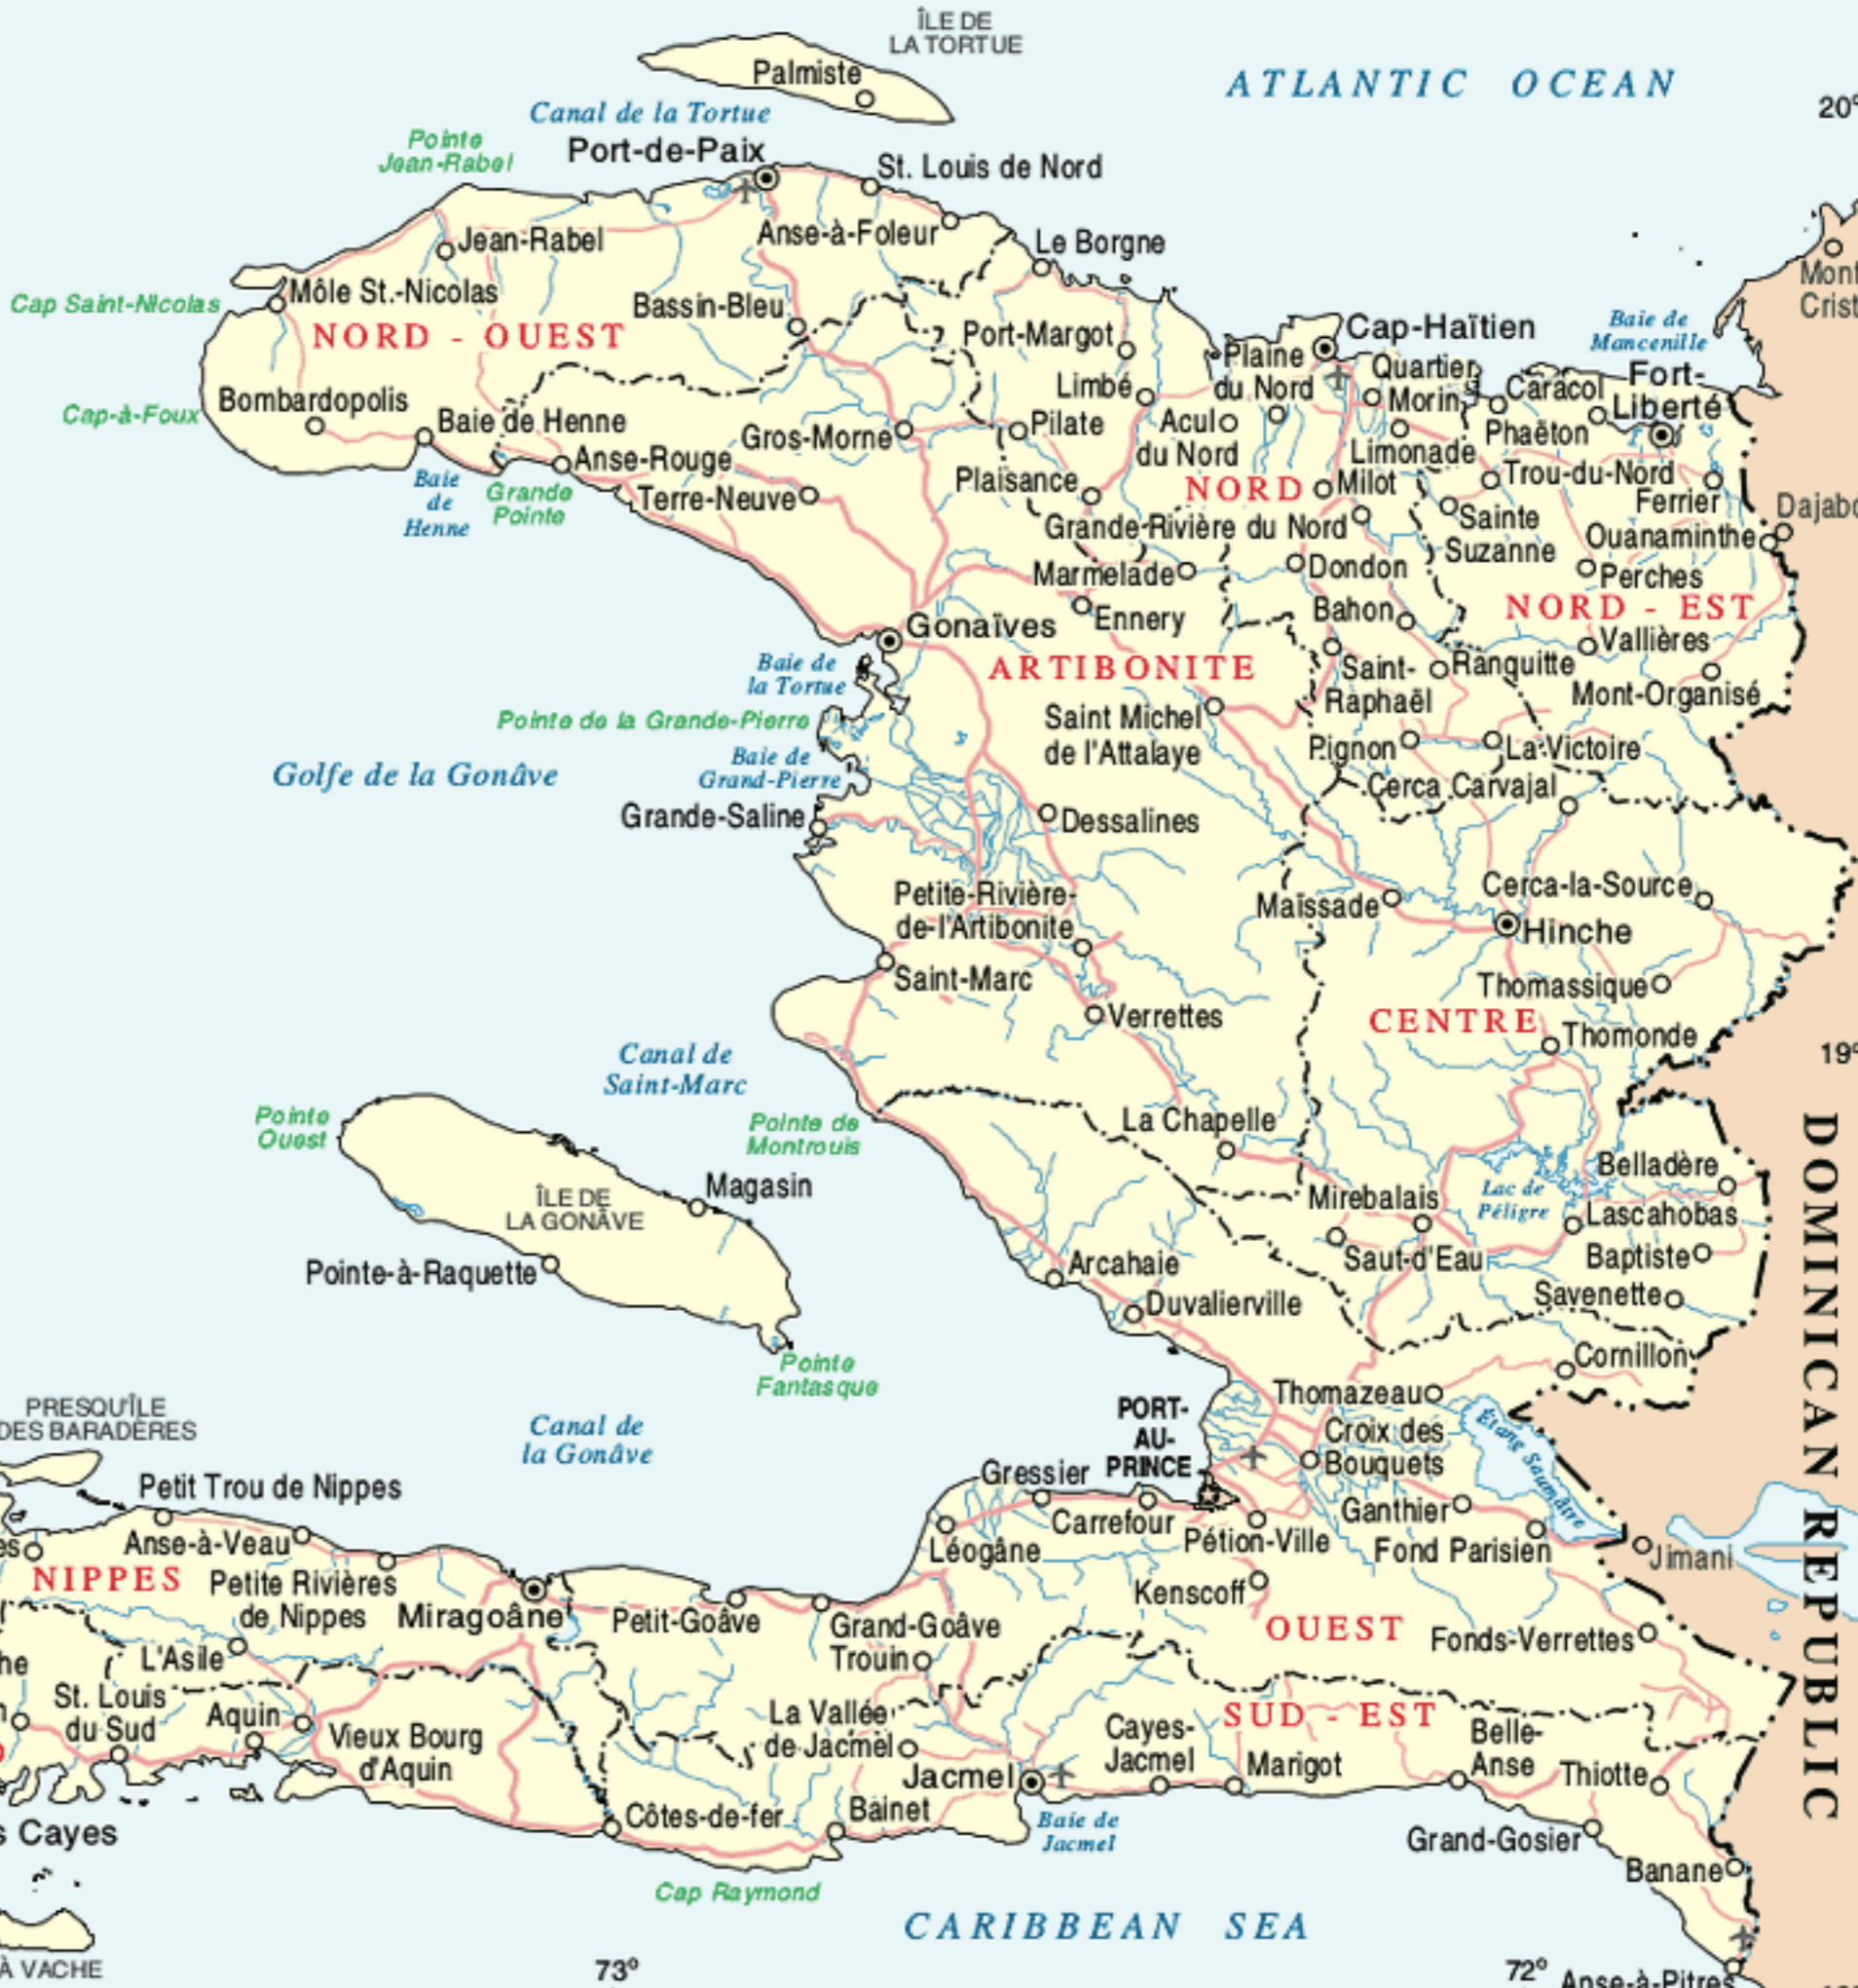 ÎLE DE
LA TORTUE
Palmiste
ATLANTIC OCEAN
20°
Canal de la Tortue
Pointe
Jean-Rabel
Port-de-Paix
St. Louis de Nord
Jean-Rabel
Anse-à-Foleur
Le Borgne
Mont
Crist
Cap Saint-Nicolas
Môle St.-Nicolas
NORD - OUEST
Bassin-Bleu
Port-Margot
Cap-Haïtien
Baie de
Mancenille
Plaine
du Nord
Quartier
Morin
Caracol
Fort-
Liberté
Cap-à-Foux
Bombardopolis
Baie de Henne
Limbé
Gros-Morne
Pilate
Acul
du Nord
Limonade
Phaëton
Anse-Rouge
Baie
de
Henne
Grande
Pointe
Terre-Neuve
Plaisance
NORD
Milot
Trou-du-Nord
Ferrier
Dajabo
Grande-Rivière du Nord
Sainte
Suzanne
Ouanaminthe
Marmelade
Dondon
Perches
Ennery
Bahon
NORD - EST
Gonaïves
Vallières
Baie de
la Tortue
ARTIBONITE
Saint-
Raphaël
Ranquitte
Mont-Organisé
Pointe de la Grande-Pierre
Saint Michel
de l'Attalaye
Pignon
La Victoire
Golfe de la Gonâve
Baie de
Grand-Pierre
Cerca Carvajal
Grande-Saline
Dessalines
Petite-Rivière-
de-l'Artibonite
Maïssade
Cerca-la-Source
Hinche
Saint-Marc
Thomassique
Verrettes
CENTRE
Thomonde
19°
Canal de
Saint-Marc
Pointe
Ouest
Pointe de
Montrouis
La Chapelle
DOMINICAN REPUBLIC
Belladère
Magasin
ÎLE DE
LA GONÂVE
Mirebalais
Lac de
Péligre
Lascahobas
Pointe-à-Raquette
Arcahaie
Saut-d'Eau
Baptiste
Duvalierville
Savenette
Pointe
Fantasque
Cornillon
Thomazeau
PRESQU'ÎLE
DES BARADÈRES
Canal de
la Gonâve
PORT-
AU-
PRINCE
Croix des
Bouquets
Étang Saumâtre
Petit Trou de Nippes
Gressier
Ganthier
es
Anse-à-Veau
Carrefour
Pétion-Ville
Fond Parisien
Léogâne
Jimani
NIPPES
Petite Rivières
de Nippes
Miragoâne
Petit-Goâve
Grand-Goâve
Kenscoff
OUEST
Fonds-Verrettes
he
L'Asile
Trouin
n
St. Louis
du Sud
Aquin
Vieux Bourg
d'Aquin
La Vallée
de Jacmel
Cayes-
Jacmel
SUD - EST
Belle-
Anse
Marigot
Thiotte
Jacmel
Côtes-de-fer
Bainet
Baie de
Jacmel
s Cayes
Grand-Gosier
Banane
Cap Raymond
CARIBBEAN SEA
À VACHE
73°
72°
Anse-à-Pitres